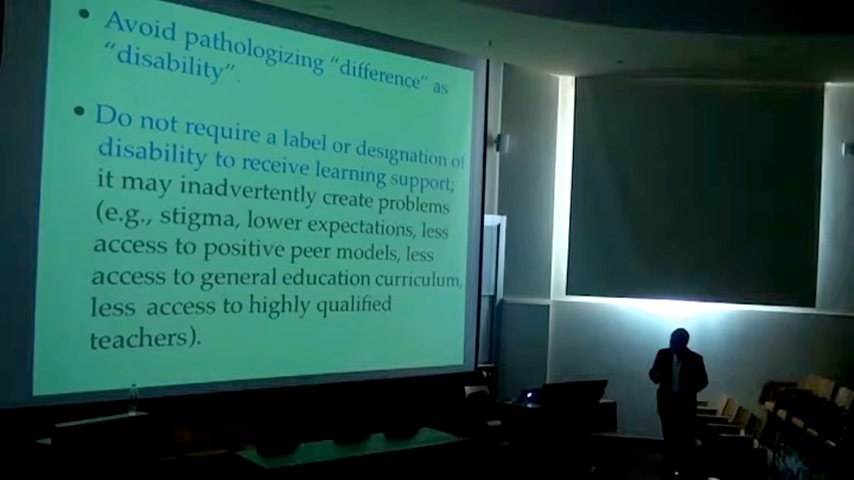 • Avoid pathologizing “difference” as
“disability”.
• Do not require a label or designation of
disability to receive learning support;
it may inadvertently create problems
(e.g., stigma, lower expectations, less
access to positive peer models, less
access to general education curriculum,
less access to highly qualified
teachers).